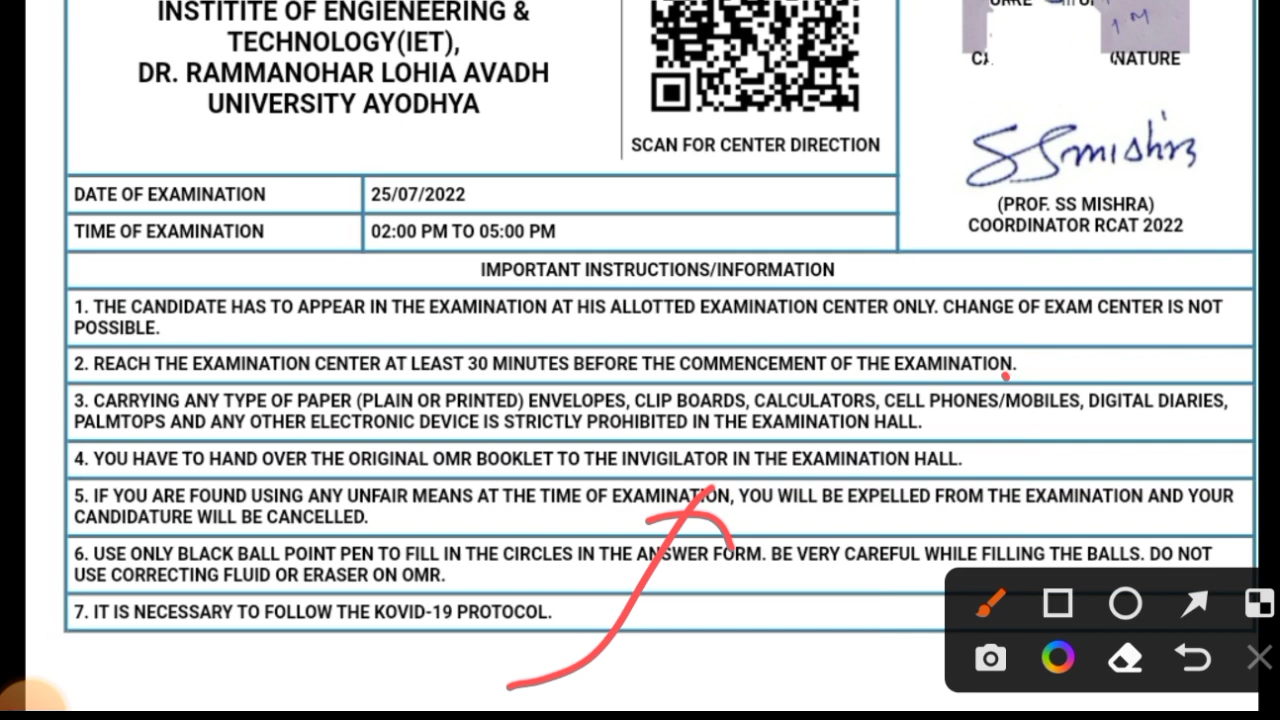 INSTITITE OF ENGIENEERING &
TECHNOLOGY(IET),
DR. RAMMANOHAR LOHIA AVADH
UNIVERSITY AYODHYA
SCAN FOR CENTER DIRECTION
NATURE
SSmishra
(PROF. SS MISHRA)
COORDINATOR RCAT 2022
DATE OF EXAMINATION 25/07/2022
TIME OF EXAMINATION 02:00 PM TO 05:00 PM
IMPORTANT INSTRUCTIONS/INFORMATION
1. THE CANDIDATE HAS TO APPEAR IN THE EXAMINATION AT HIS ALLOTTED EXAMINATION CENTER ONLY. CHANGE OF EXAM CENTER IS NOT
POSSIBLE.
2. REACH THE EXAMINATION CENTER AT LEAST 30 MINUTES BEFORE THE COMMENCEMENT OF THE EXAMINATION.
3. CARRYING ANY TYPE OF PAPER (PLAIN OR PRINTED) ENVELOPES, CLIP BOARDS, CALCULATORS, CELL PHONES/MOBILES, DIGITAL DIARIES,
PALMTOPS AND ANY OTHER ELECTRONIC DEVICE IS STRICTLY PROHIBITED IN THE EXAMINATION HALL.
4. YOU HAVE TO HAND OVER THE ORIGINAL OMR BOOKLET TO THE INVIGILATOR IN THE EXAMINATION HALL.
5. IF YOU ARE FOUND USING ANY UNFAIR MEANS AT THE TIME OF EXAMINATION, YOU WILL BE EXPELLED FROM THE EXAMINATION AND YOUR
CANDIDATURE WILL BE CANCELLED.
6. USE ONLY BLACK BALL POINT PEN TO FILL IN THE CIRCLES IN THE ANSWER FORM. BE VERY CAREFUL WHILE FILLING THE BALLS. DO NOT
USE CORRECTING FLUID OR ERASER ON OMR.
7. IT IS NECESSARY TO FOLLOW THE KOVID-19 PROTOCOL.